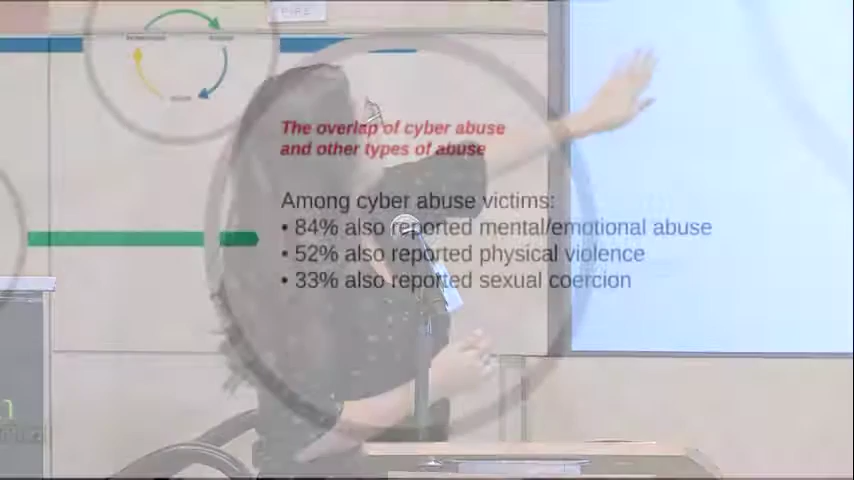 The overlap of cyber abuse
and other types of abuse
Among cyber abuse victims:
• 84% also reported mental/emotional abuse
• 52% also reported physical violence
• 33% also reported sexual coercion